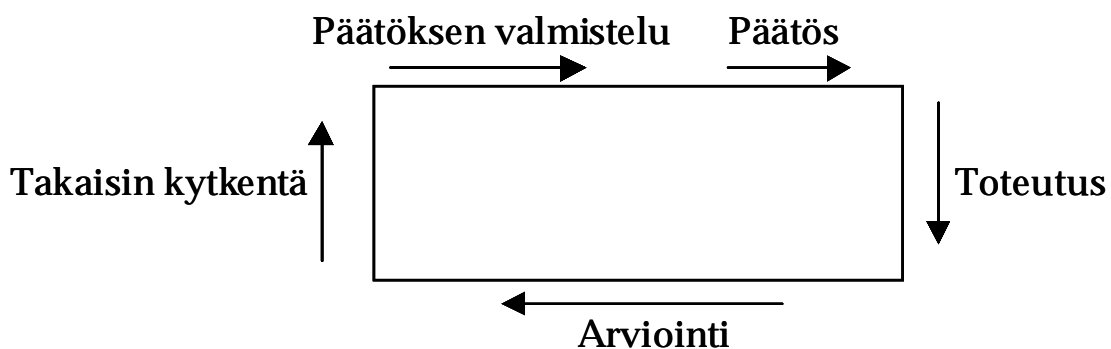 Päätöksen valmistelu Päätös
Takaisin kytkentä
Toteutus
Arviointi